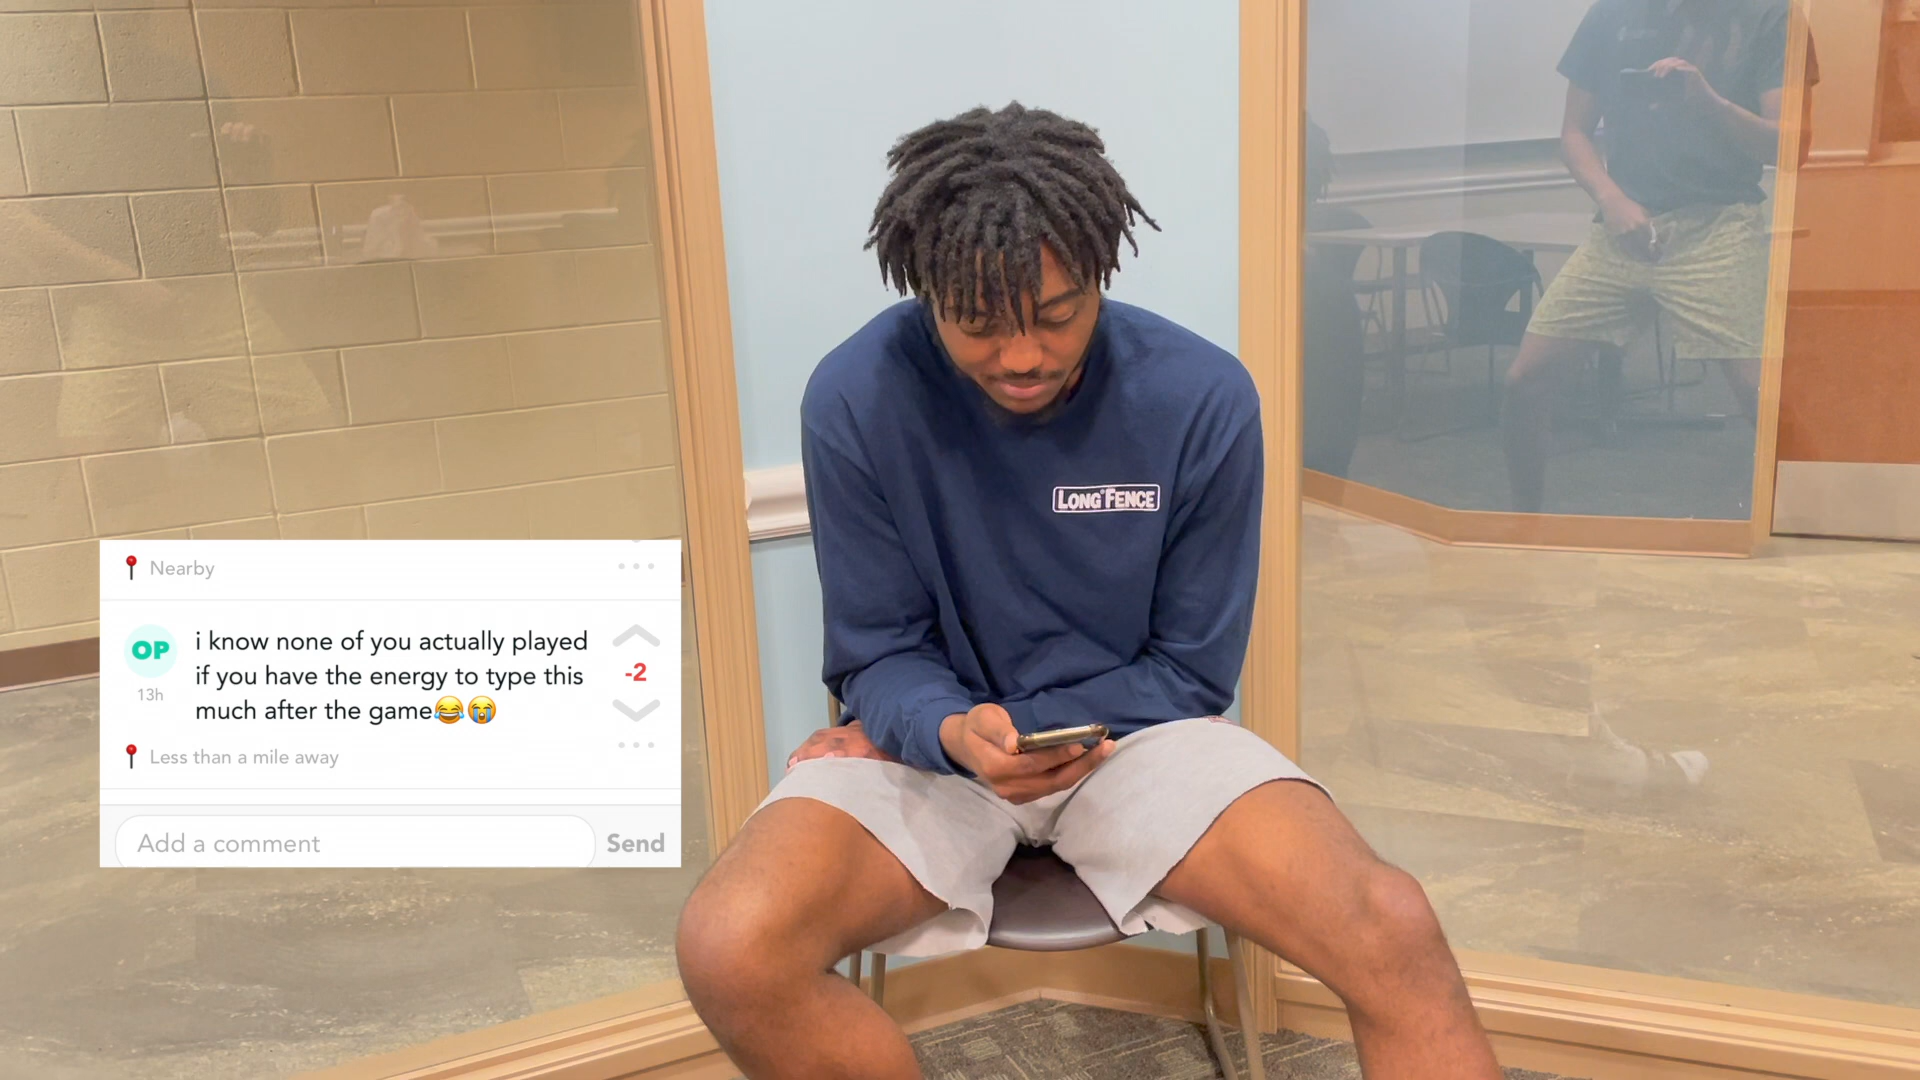 Nearby
OP
i know none of you actually played
if you have the energy to type this
much after the game😂😭
-2
13h
Less than a mile away
Add a comment
Send
LONG FENCE